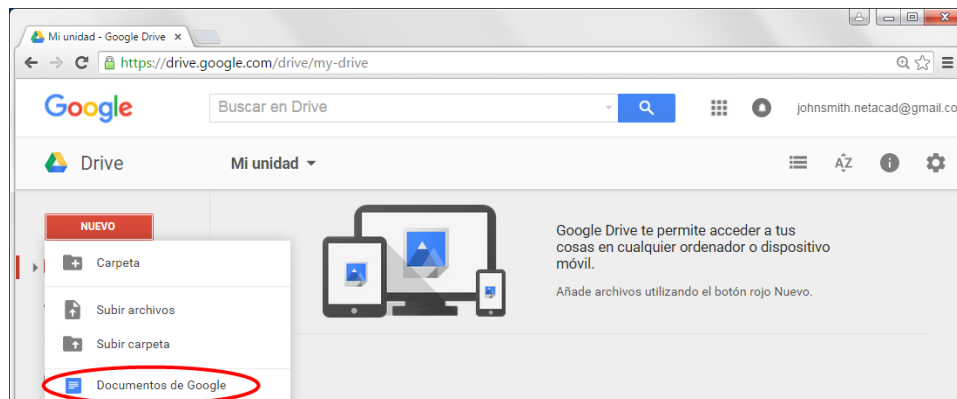 Mi unidad - Google Drive
https://drive.google.com/drive/my-drive
Google
Buscar en Drive
johnsmith.netacad@gmail.co
Drive
Mi unidad
AZ
NUEVO
Google Drive te permite acceder a tus
cosas en cualquier ordenador o dispositivo
móvil.
Añade archivos utilizando el botón rojo Nuevo.
Carpeta
Subir archivos
Subir carpeta
Documentos de Google